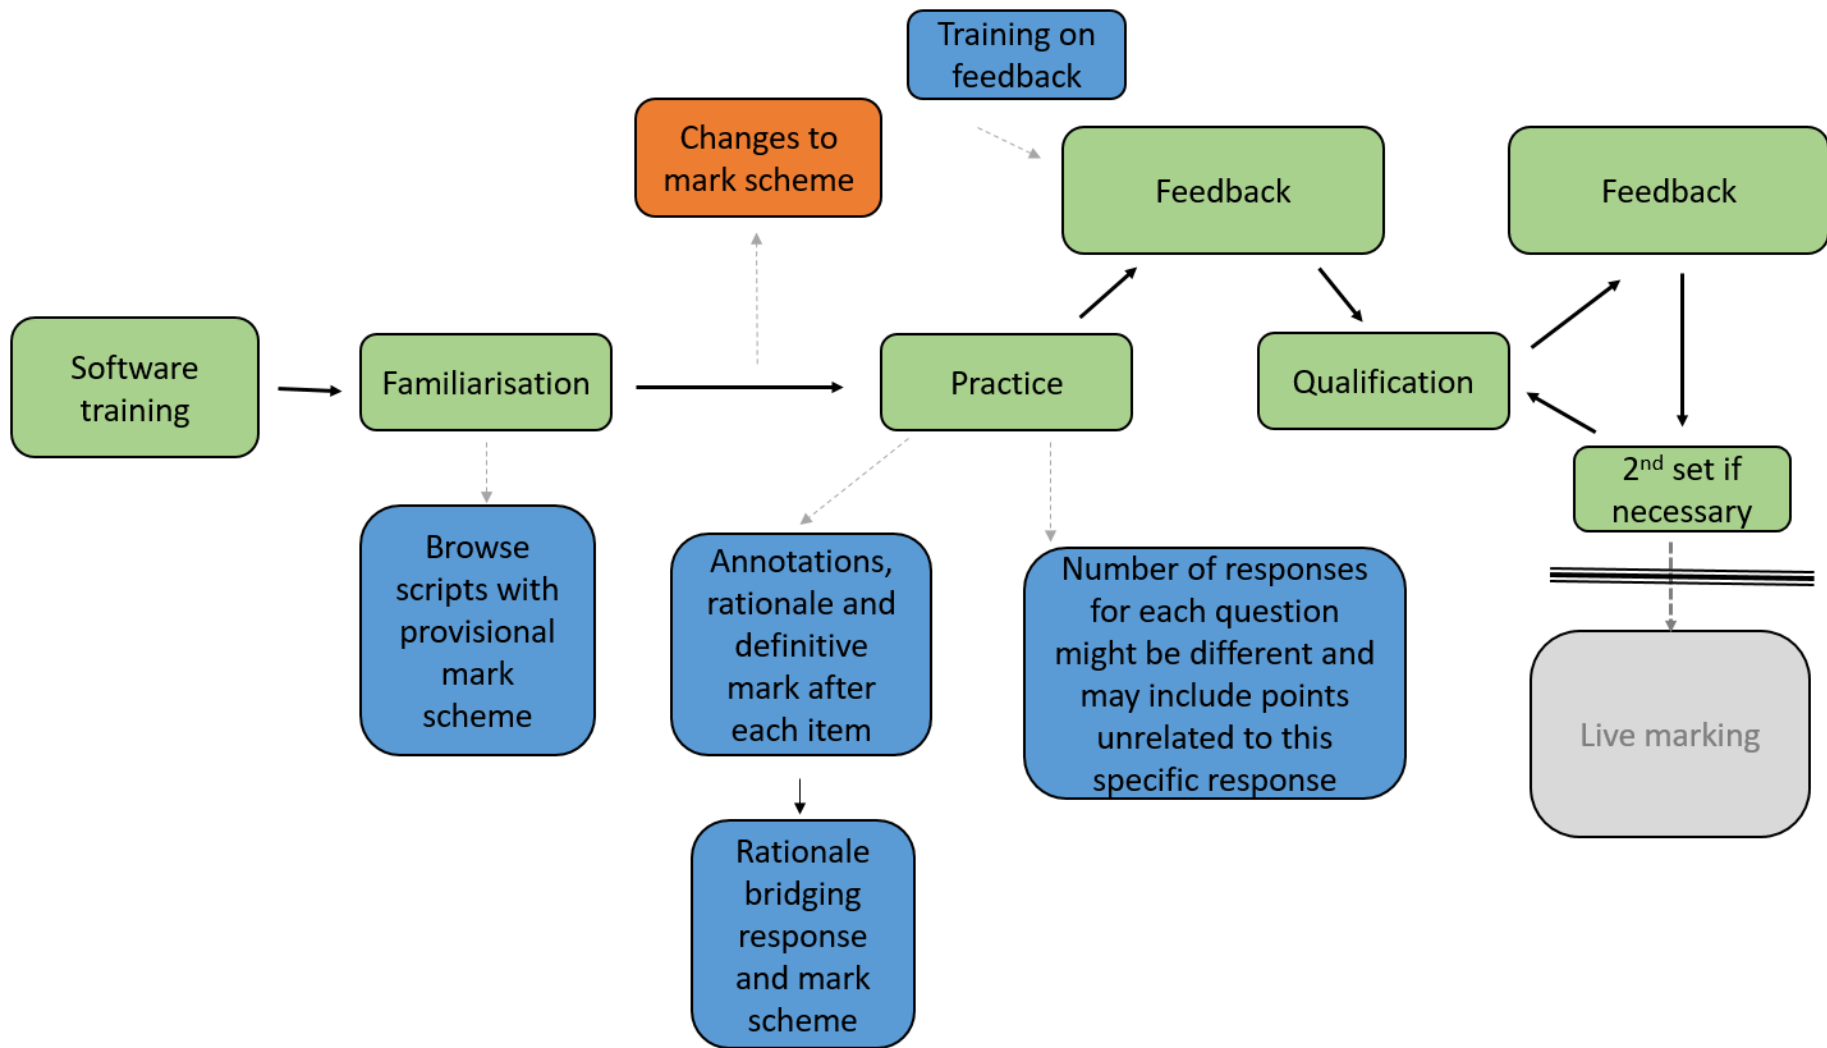 Training on
feedback
Changes to
mark scheme
Feedback
Feedback
Software
training
Familiarisation
Practice
Qualification
2nd set if
necessary
Browse
scripts with
provisional
mark
scheme
Annotations,
rationale and
definitive
mark after
each item
Number of responses
for each question
might be different and
may include points
unrelated to this
specific response
Live marking
Rationale
bridging
response
and mark
scheme